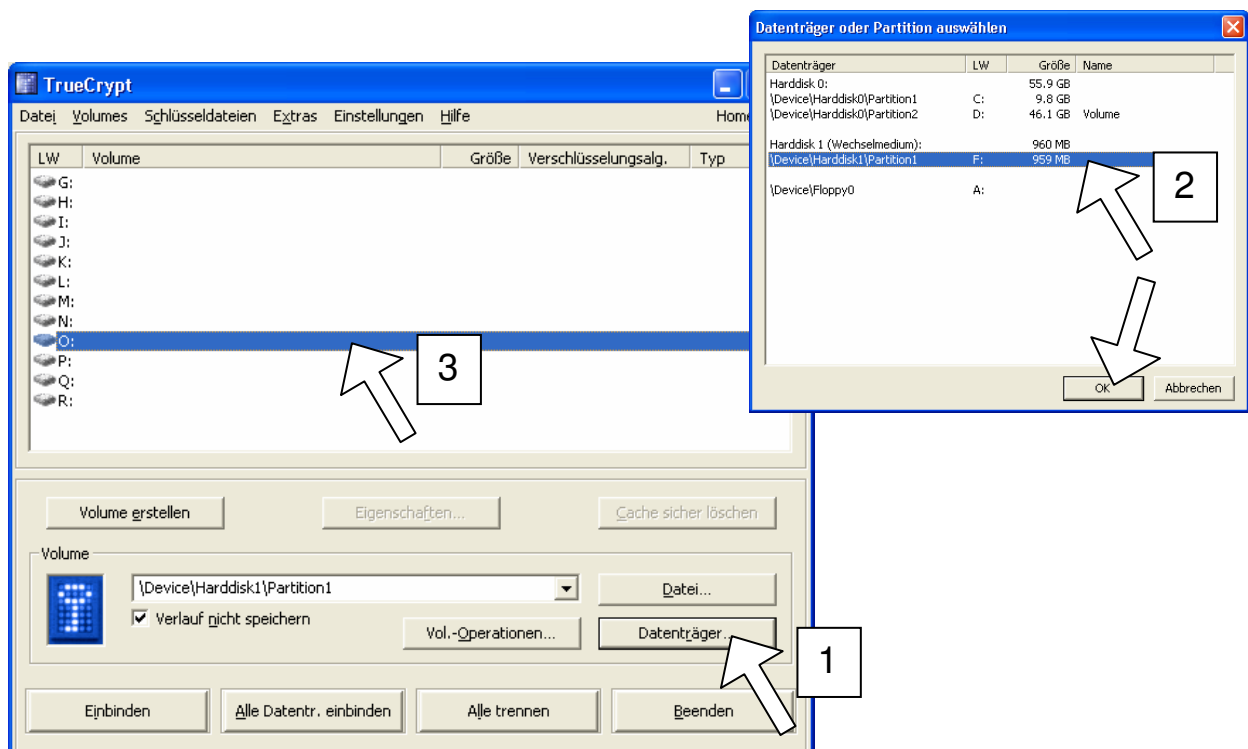 TrueCrypt
Datei Volumes Schlüsseldateien Extras Einstellungen Hilfe Home
LW Volume Größe Verschlüsselungsalg. Typ
G:
H:
I:
J:
K:
L:
M:
N:
O:
P:
Q:
R:
3
Volume erstellen Eigenschaften... Cache sicher löschen
Volume
\Device\Harddisk1\Partition1 Datei...
Verlauf nicht speichern Vol.-Operationen... Datenträger...
1
Einbinden Alle Datentr. einbinden Alle trennen Beenden
Datenträger oder Partition auswählen
Datenträger LW Größe Name
Harddisk 0: 55.9 GB
\Device\Harddisk0\Partition1 C: 9.8 GB
\Device\Harddisk0\Partition2 D: 46.1 GB Volume
Harddisk 1 (Wechselmedium): 960 MB
\Device\Harddisk1\Partition1 F: 959 MB
\Device\Floppy0 A:
2
OK Abbrechen